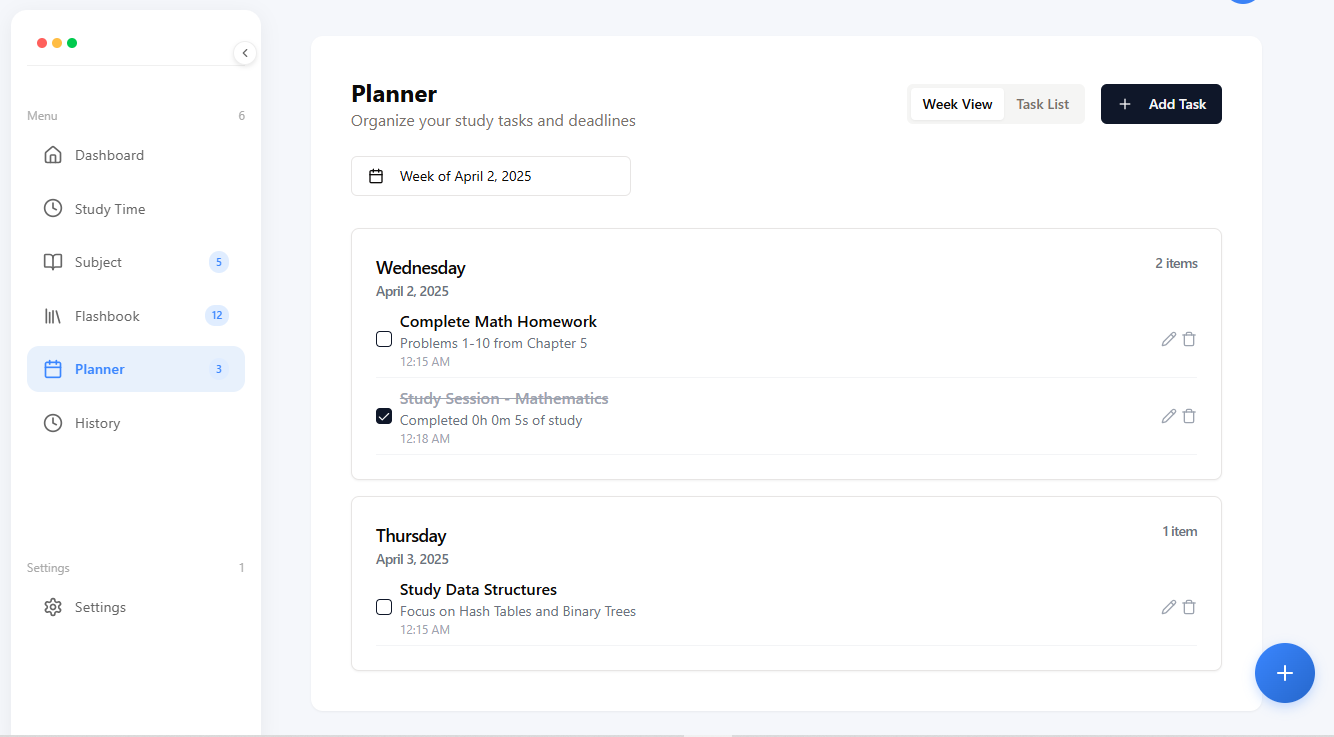 Menu 6
Dashboard
Study Time
Subject 5
Flashbook 12
Planner 3
History
Settings 1
Settings
Planner
Organize your study tasks and deadlines
Week View Task List + Add Task
Week of April 2, 2025
Wednesday 2 items
April 2, 2025
Complete Math Homework
Problems 1-10 from Chapter 5
12:15 AM
Study Session - Mathematics
Completed 0h 0m 5s of study
12:18 AM
Thursday 1 item
April 3, 2025
Study Data Structures
Focus on Hash Tables and Binary Trees
12:15 AM